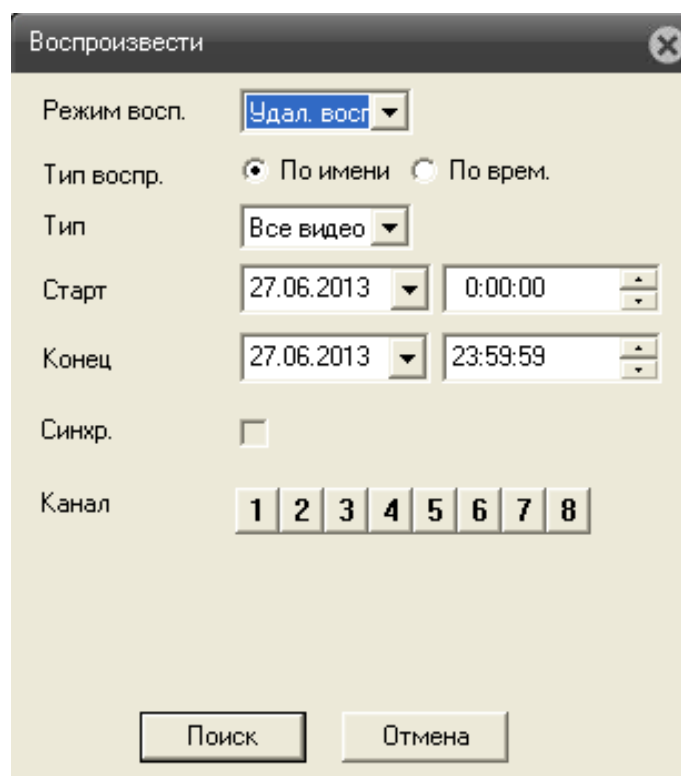 Воспроизвести
Режим восп. Удал. восп
Тип воспр. По имени По врем.
Тип Все видео
Старт 27.06.2013 0:00:00
Конец 27.06.2013 23:59:59
Синхр.
Канал 1 2 3 4 5 6 7 8
Поиск Отмена